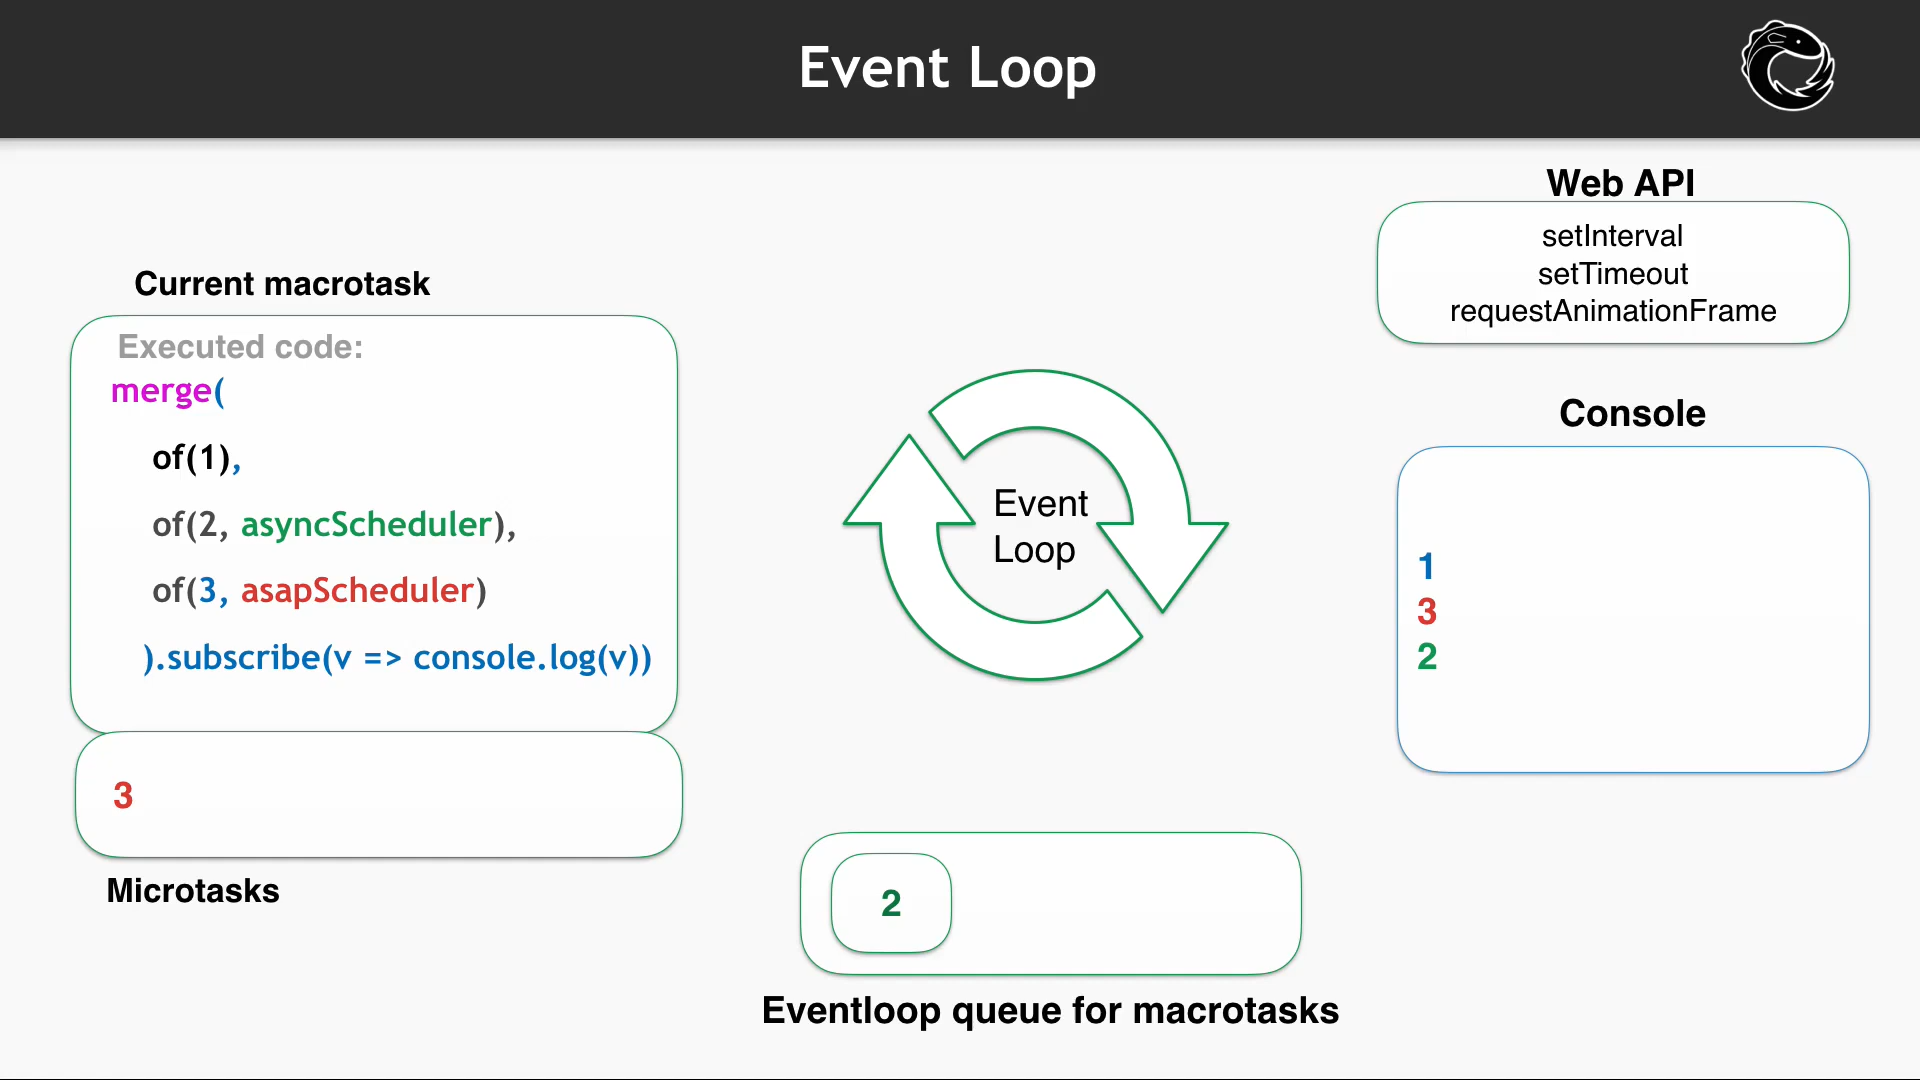 Event Loop
Current macrotask
Executed code:
merge(
of(1),
of(2, asyncScheduler),
of(3, asapScheduler)
).subscribe(v => console.log(v))
3
Microtasks
Event
Loop
2
Eventloop queue for macrotasks
Web API
setInterval
setTimeout
requestAnimationFrame
Console
1
3
2